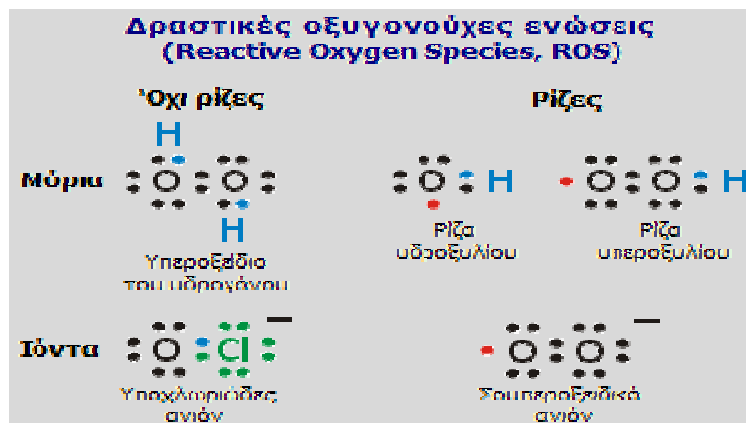 Δραστικές οξυγονούχες ενώσεις
(Reactive Oxygen Species, ROS)
Όχι ρίζες Ρίζες
H
Μόρια O O O H O O H
H
Υπεροξείδιο
του υδρογόνου
Ρίζα
υδροξυλίου
Ρίζα
υπεροξυλίου
Ιόντα O Cl − O O −
Υποχλωριώδες
ανιόν
Σουπεροξειδικό
ανιόν